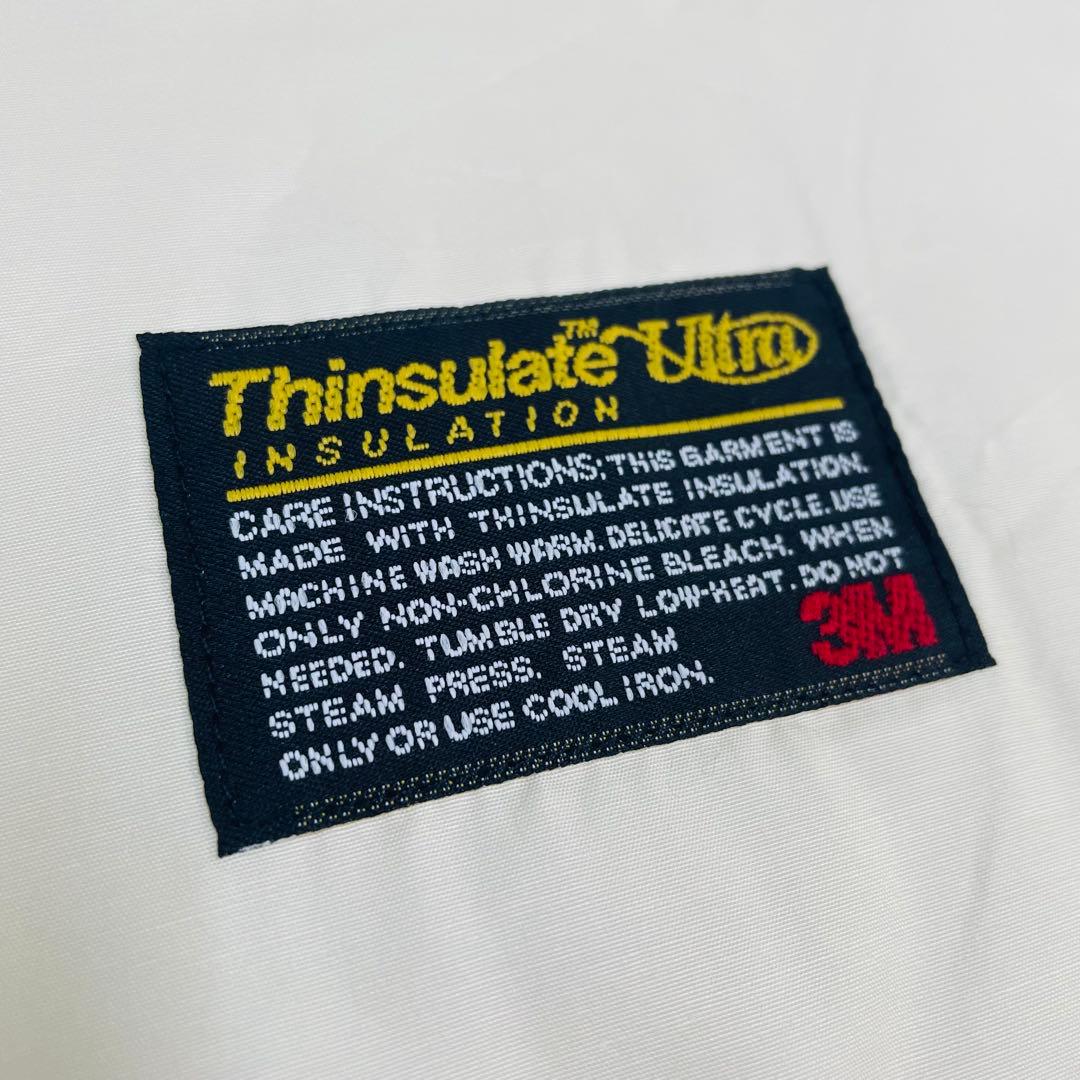 Thinsulate™ Ultra
INSULATION
CARE INSTRUCTIONS: THIS GARMENT IS
MADE WITH THINSULATE INSULATION.
MACHINE WASH WARM. DELICATE CYCLE. USE
ONLY NON-CHLORINE BLEACH. WHEN
NEEDED. TUMBLE DRY LOW-HEAT. DO NOT
STEAM PRESS. STEAM
ONLY OR USE COOL IRON.
3M